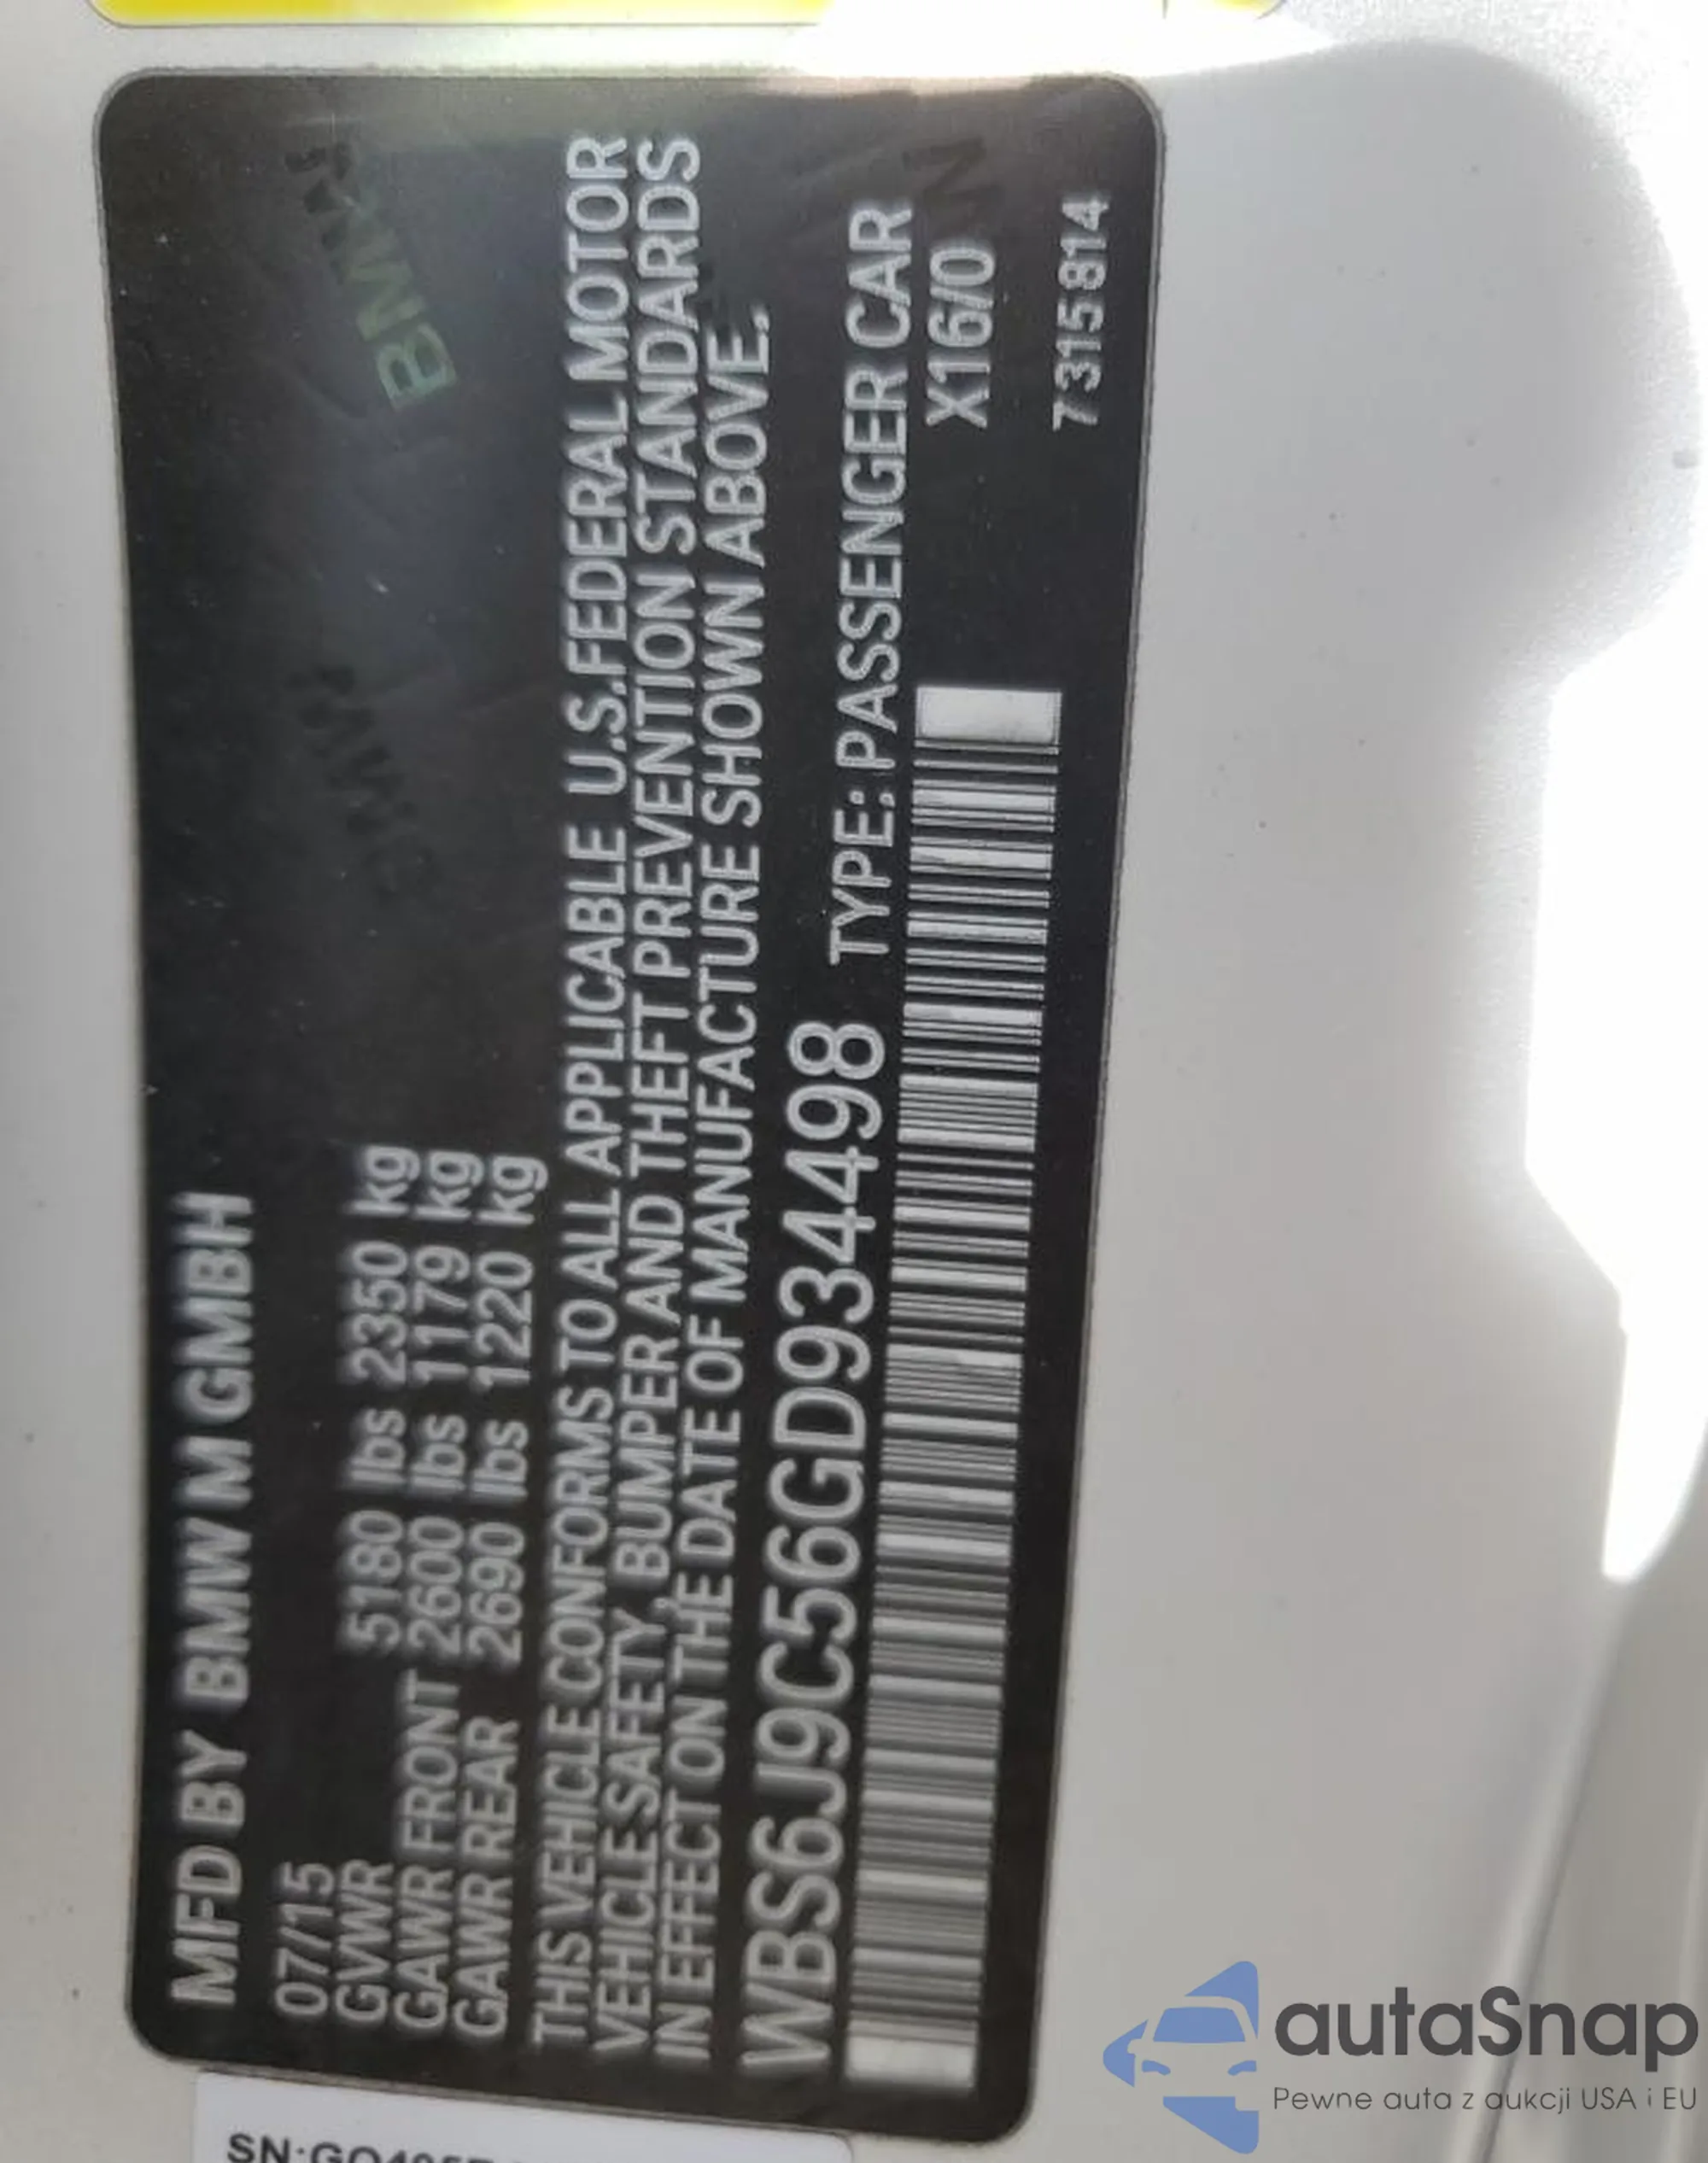 MFD BY BMW M GMBH
07/15
GVWR 5180 lbs 2350 kg
GAWR FRONT 2600 lbs 1179 kg
GAWR REAR 2690 lbs 1220 kg
THIS VEHICLE CONFORMS TO ALL APPLICABLE U.S.FEDERAL MOTOR
VEHICLE SAFETY, BUMPER AND THEFT PREVENTION STANDARDS
IN EFFECT ON THE DATE OF MANUFACTURE SHOWN ABOVE.
WBS6J9C56GD934498 TYPE: PASSENGER CAR
X16/0
7315814
BMW
autaSnap
Pewne auta z aukcji USA i EU